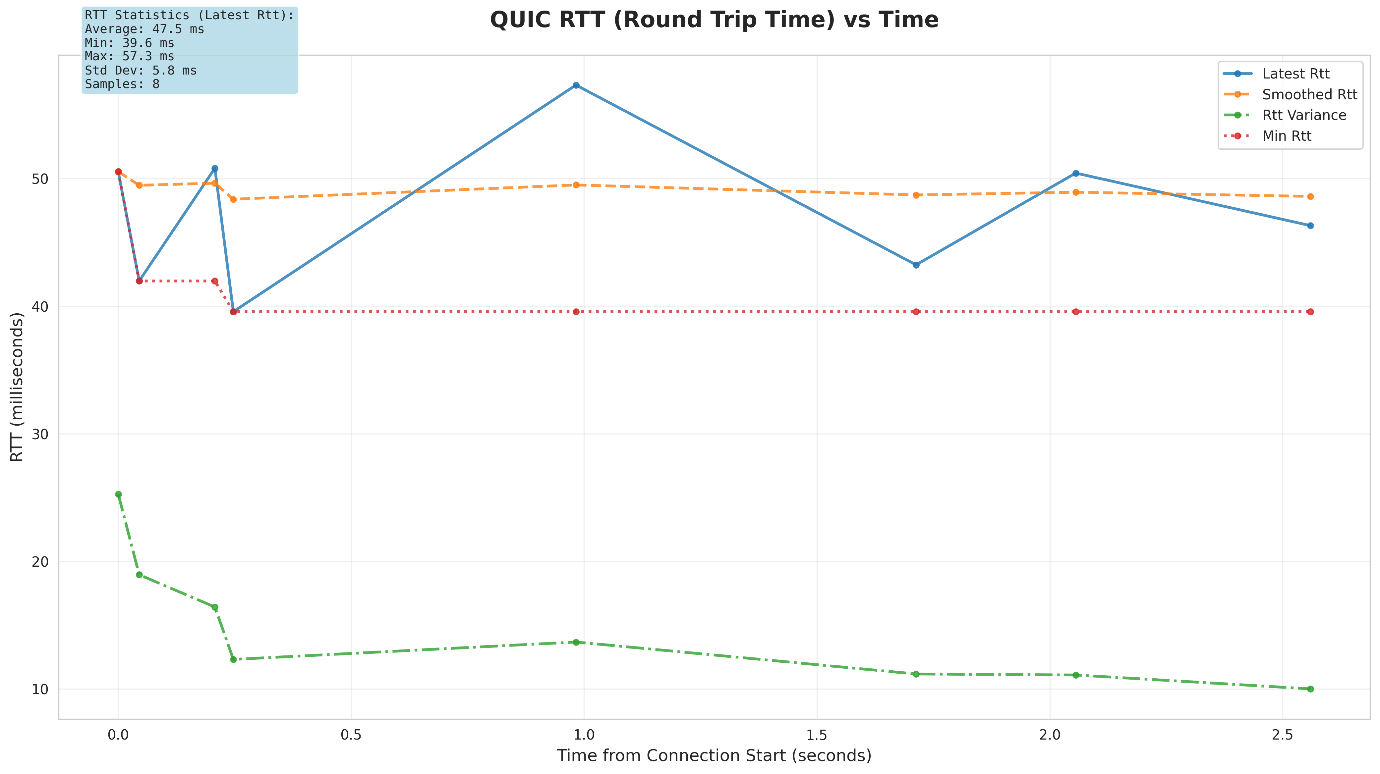 QUIC RTT (Round Trip Time) vs Time
RTT Statistics (Latest Rtt):
Average: 47.5 ms
Min: 39.6 ms
Max: 57.3 ms
Std Dev: 5.8 ms
Samples: 8
Latest Rtt
Smoothed Rtt
Rtt Variance
Min Rtt
RTT (milliseconds)
50
40
30
20
10
0.0
0.5
1.0
1.5
2.0
2.5
Time from Connection Start (seconds)